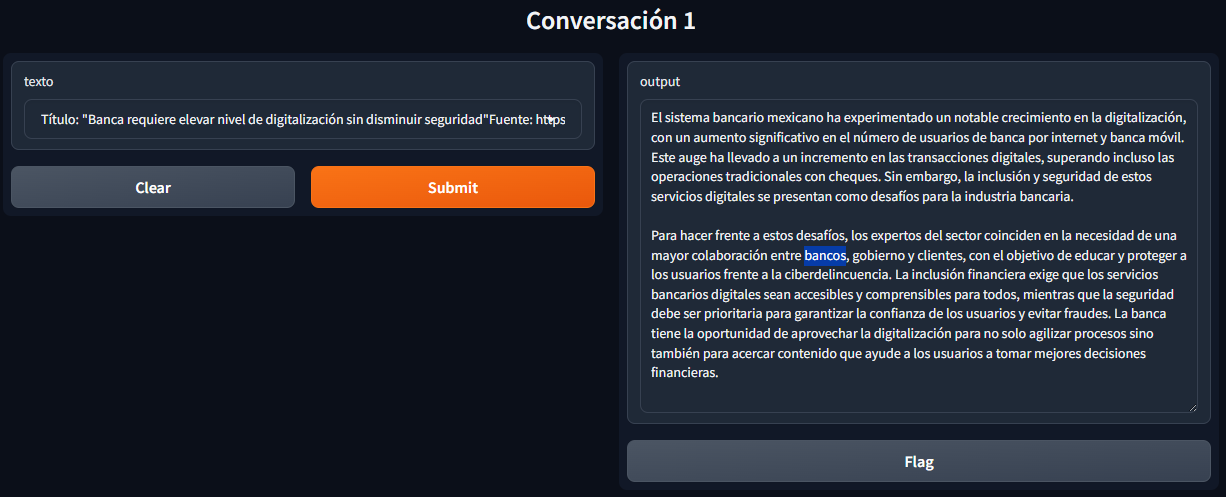 Conversación 1
texto
Título: "Banca requiere elevar nivel de digitalización sin disminuir seguridad"Fuente: https
Clear
Submit
output
El sistema bancario mexicano ha experimentado un notable crecimiento en la digitalización,
con un aumento significativo en el número de usuarios de banca por internet y banca móvil.
Este auge ha llevado a un incremento en las transacciones digitales, superando incluso las
operaciones tradicionales con cheques. Sin embargo, la inclusión y seguridad de estos
servicios digitales se presentan como desafíos para la industria bancaria.
Para hacer frente a estos desafíos, los expertos del sector coinciden en la necesidad de una
mayor colaboración entre bancos, gobierno y clientes, con el objetivo de educar y proteger a
los usuarios frente a la ciberdelincuencia. La inclusión financiera exige que los servicios
bancarios digitales sean accesibles y comprensibles para todos, mientras que la seguridad
debe ser prioritaria para garantizar la confianza de los usuarios y evitar fraudes. La banca
tiene la oportunidad de aprovechar la digitalización para no solo agilizar procesos sino
también para acercar contenido que ayude a los usuarios a tomar mejores decisiones
financieras.
Flag